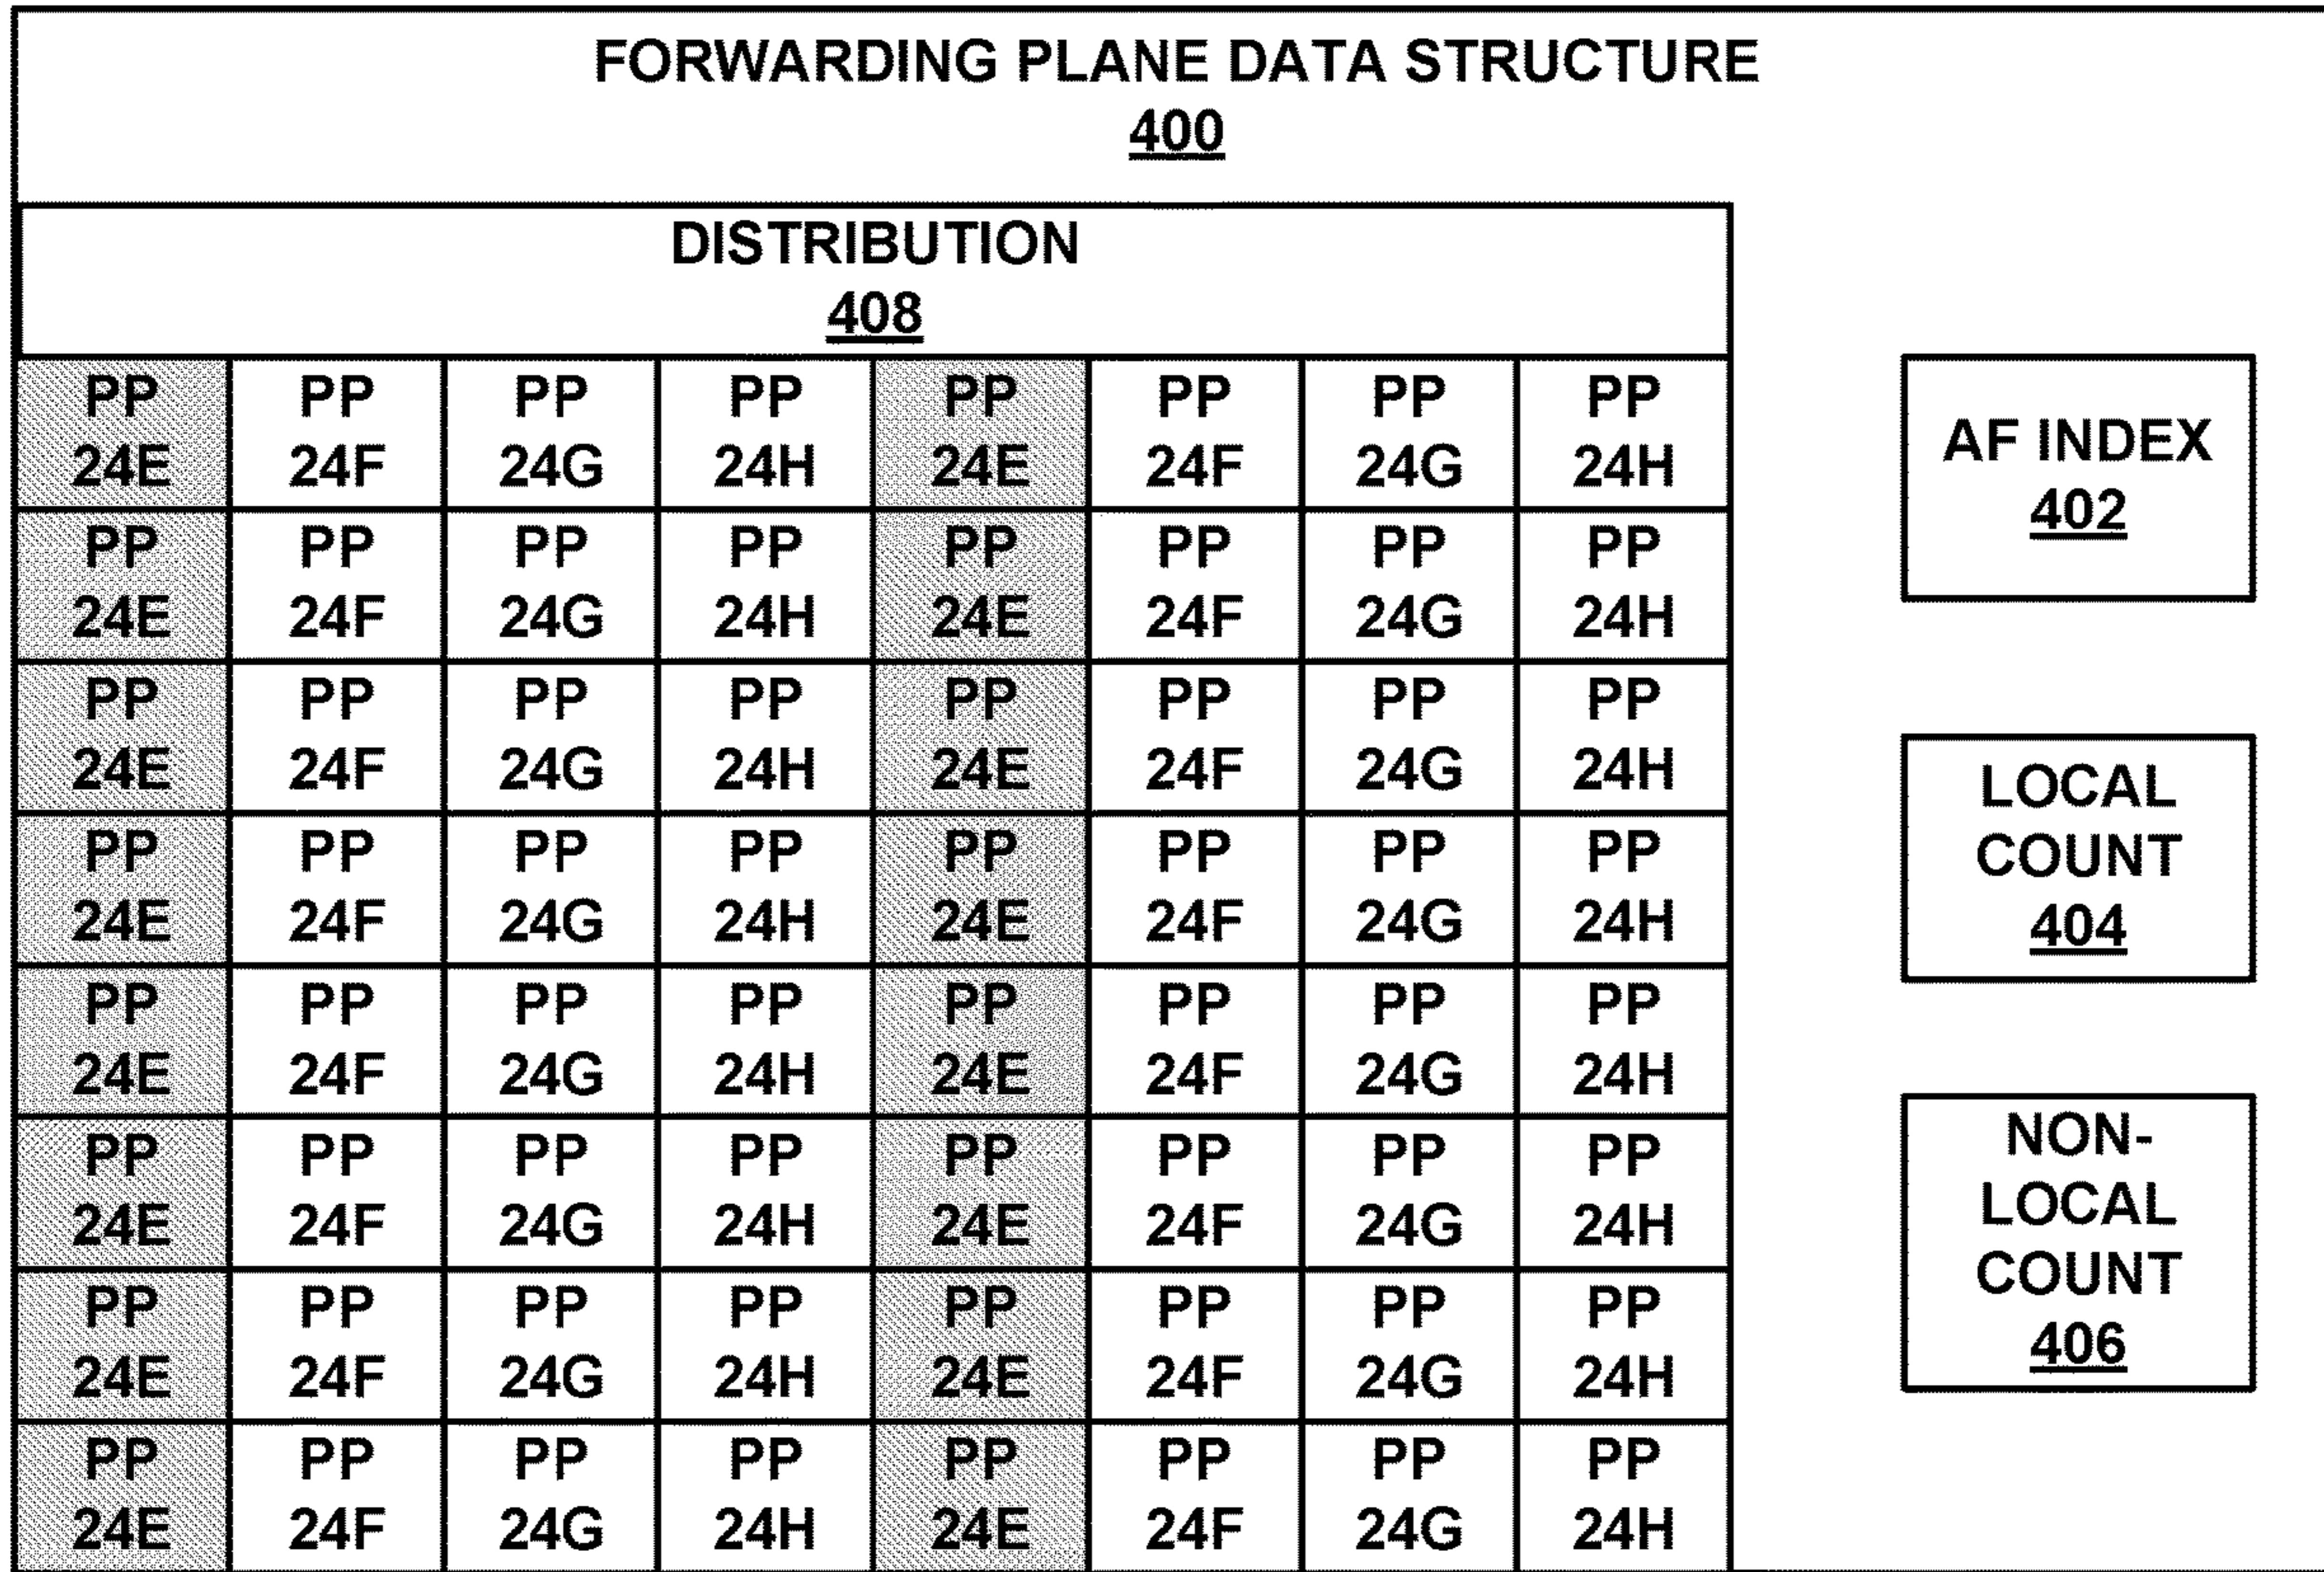 FORWARDING PLANE DATA STRUCTURE
400
DISTRIBUTION
408
PP PP PP PP PP PP PP PP
24E 24F 24G 24H 24E 24F 24G 24H
PP PP PP PP PP PP PP PP
24E 24F 24G 24H 24E 24F 24G 24H
PP PP PP PP PP PP PP PP
24E 24F 24G 24H 24E 24F 24G 24H
PP PP PP PP PP PP PP PP
24E 24F 24G 24H 24E 24F 24G 24H
PP PP PP PP PP PP PP PP
24E 24F 24G 24H 24E 24F 24G 24H
PP PP PP PP PP PP PP PP
24E 24F 24G 24H 24E 24F 24G 24H
PP PP PP PP PP PP PP PP
24E 24F 24G 24H 24E 24F 24G 24H
PP PP PP PP PP PP PP PP
24E 24F 24G 24H 24E 24F 24G 24H
AF INDEX
402
LOCAL
COUNT
404
NON-
LOCAL
COUNT
406